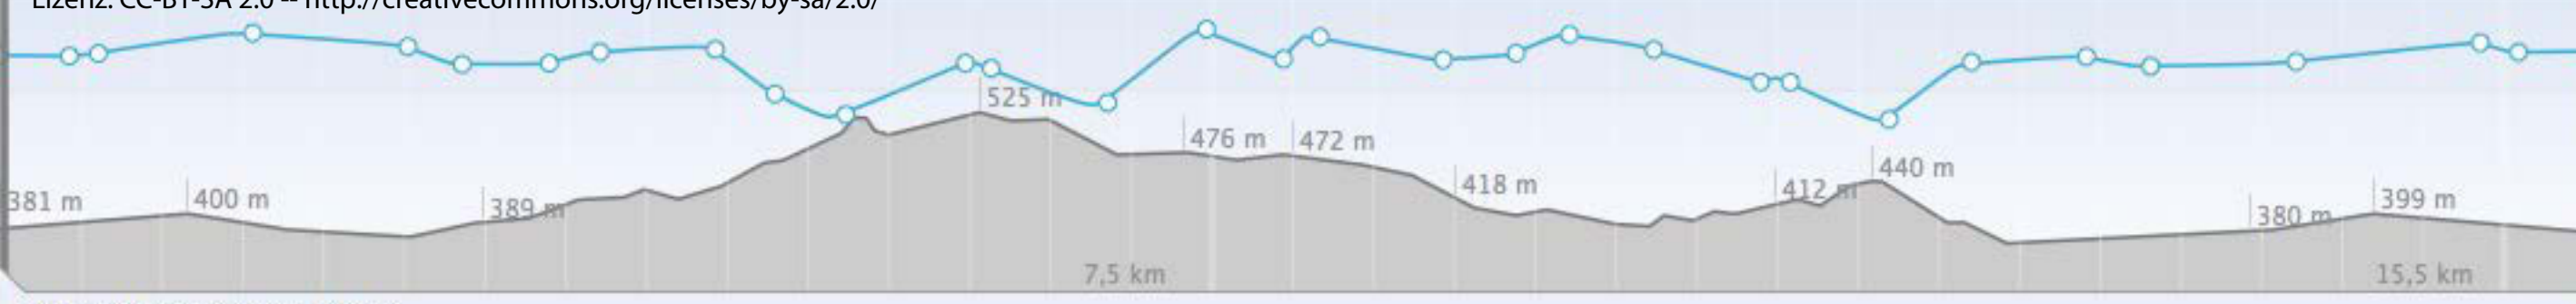 Lizenz: CC-BY-SA 2.0 -- http://creativecommons.org/licenses/by-sa/2.0/
525 m
476 m 472 m
440 m
418 m
412 m
381 m 400 m 389 m 380 m 399 m
7,5 km 15,5 km